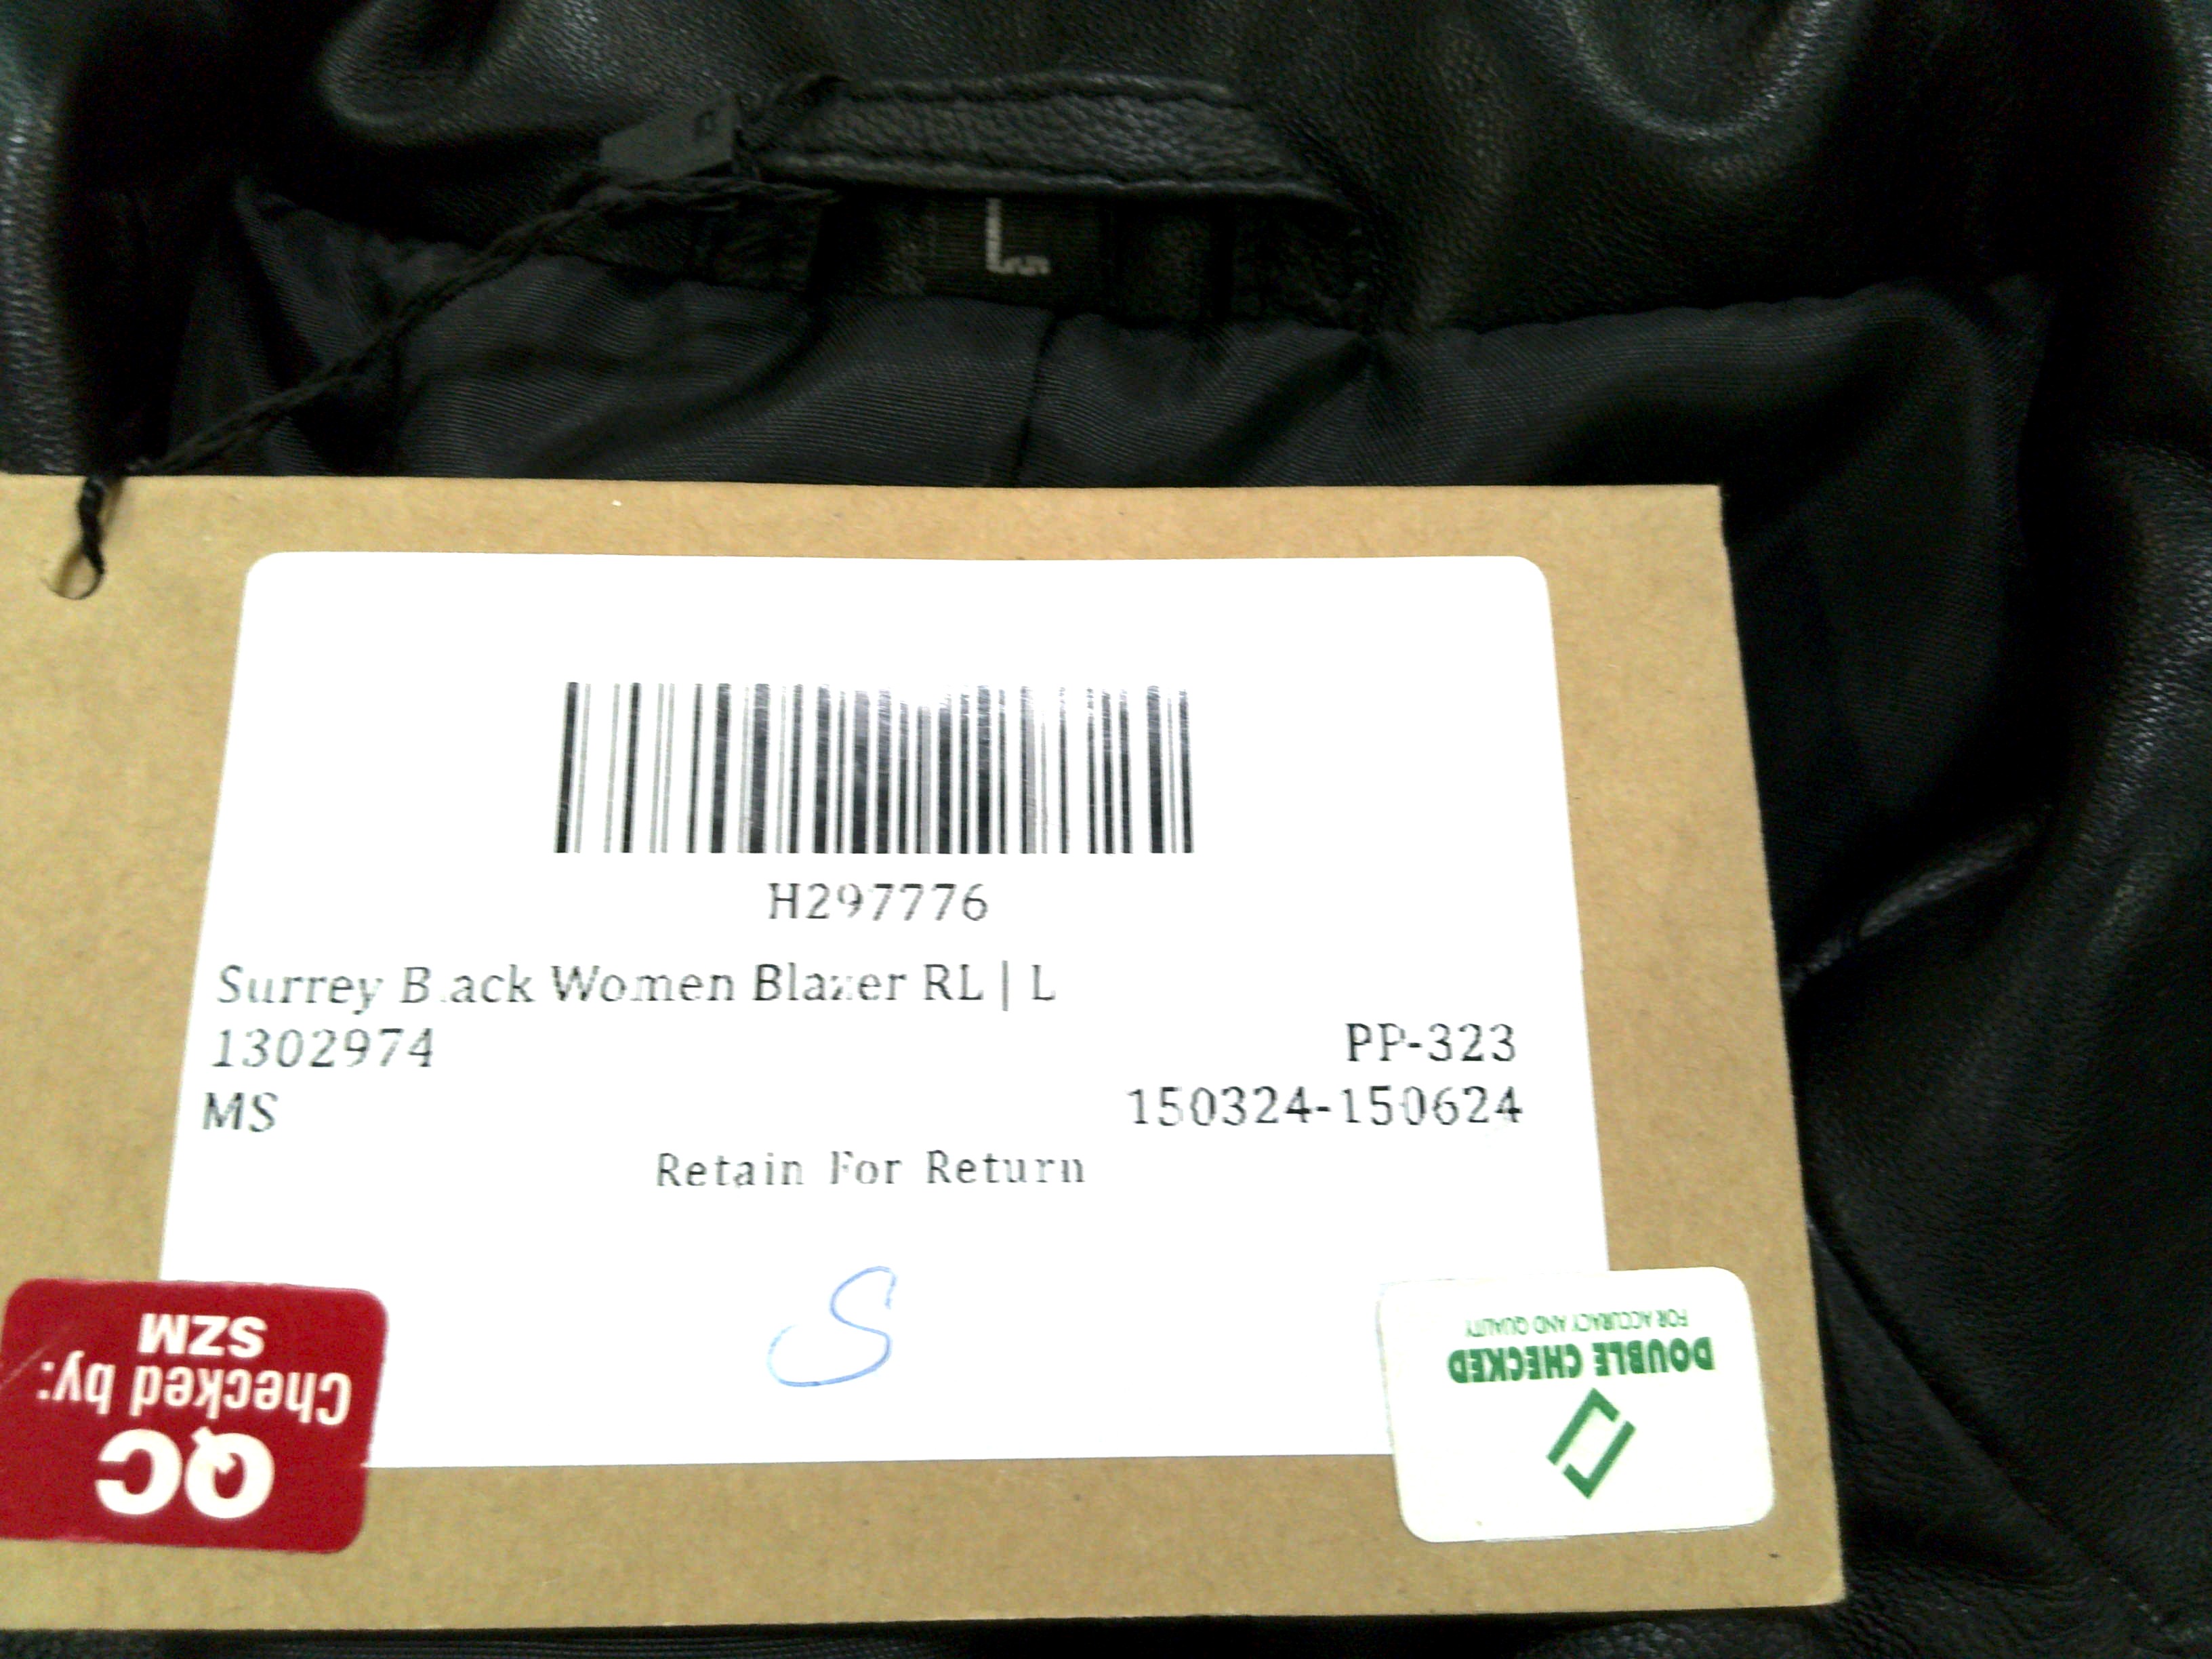 L
H297776
Surrey Black Women Blazer RL | L
1302974
PP-323
MS
150324-150624
Retain For Return
S
QC
Checked by:
SZM
DOUBLE CHECKED
FOR ACCURACY AND QUALITY